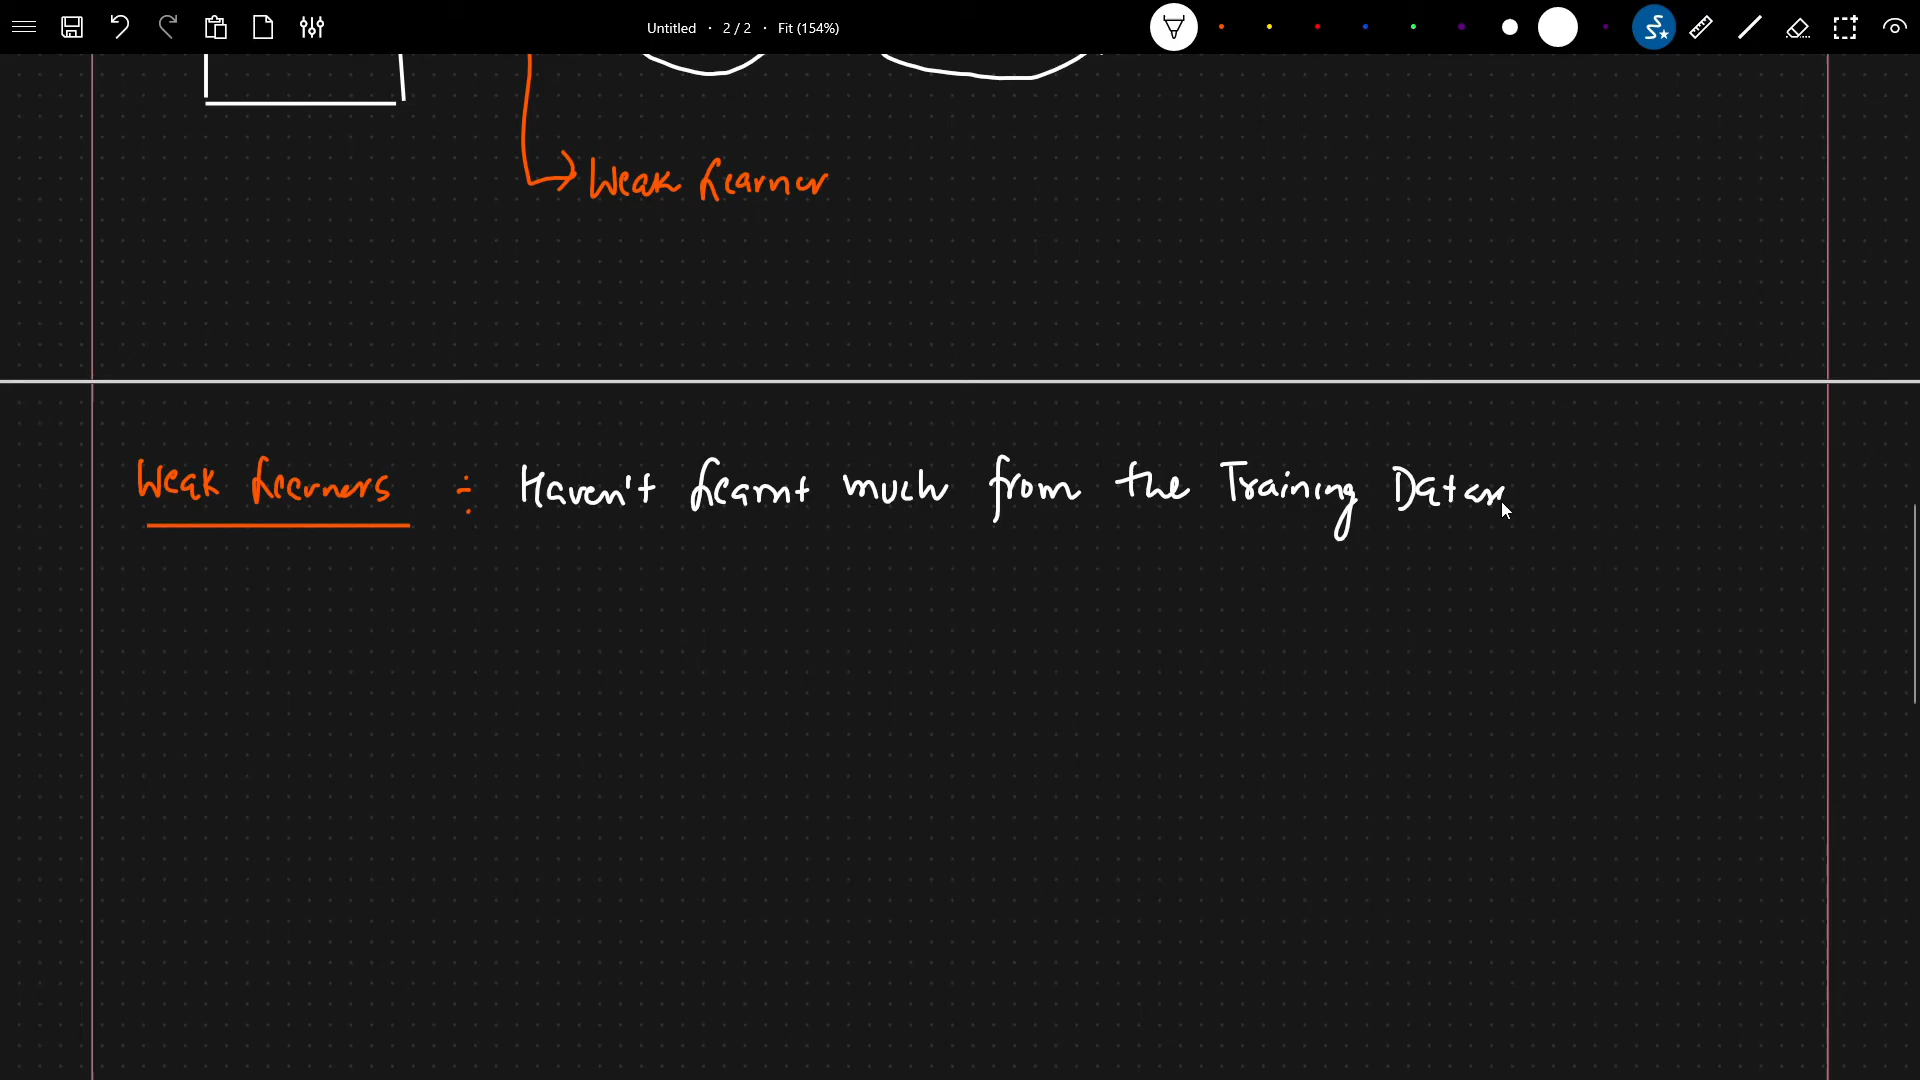 Untitled · 2 / 2 · Fit (154%)
Weak Learner
Weak Learners ÷ Haven't Learnt much from the Training Data